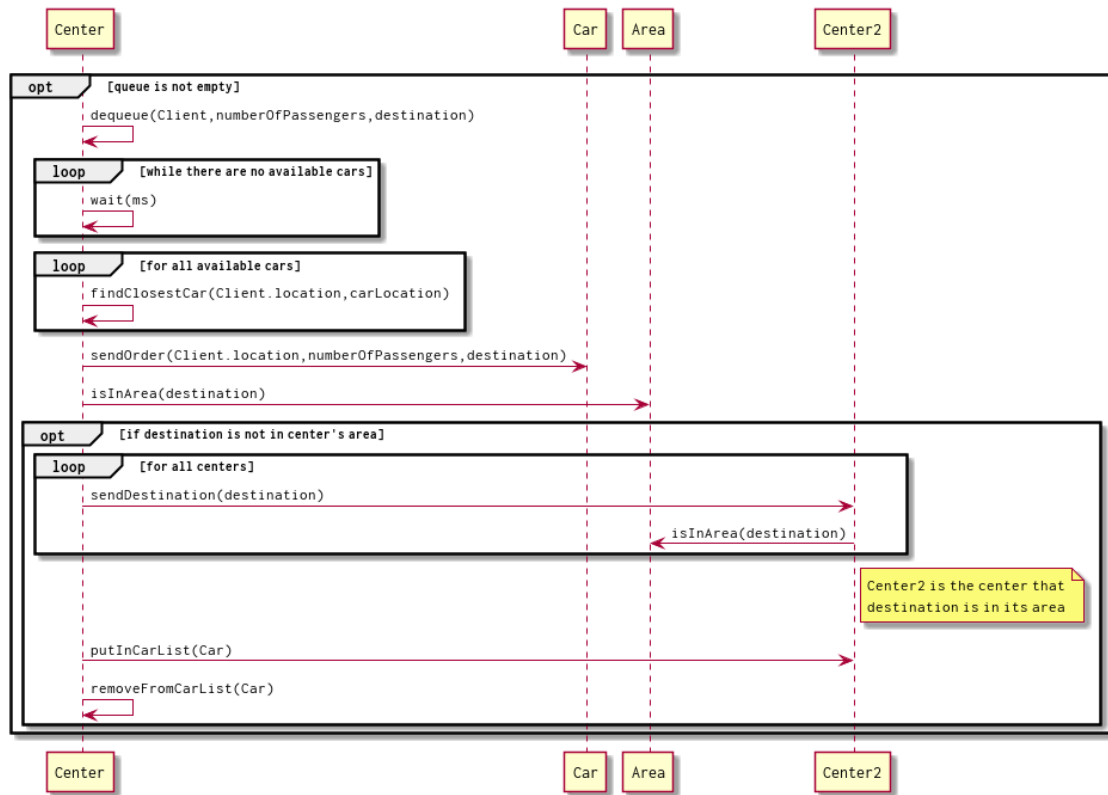 Center Car Area Center2
opt [queue is not empty]
dequeue(Client,numberOfPassengers,destination)
loop [while there are no available cars]
wait(ms)
loop [for all available cars]
findClosestCar(Client.location,carLocation)
sendOrder(Client.location,numberOfPassengers,destination)
isInArea(destination)
opt [if destination is not in center's area]
loop [for all centers]
sendDestination(destination)
isInArea(destination)
Center2 is the center that
destination is in its area
putInCarList(Car)
removeFromCarList(Car)
Center Car Area Center2